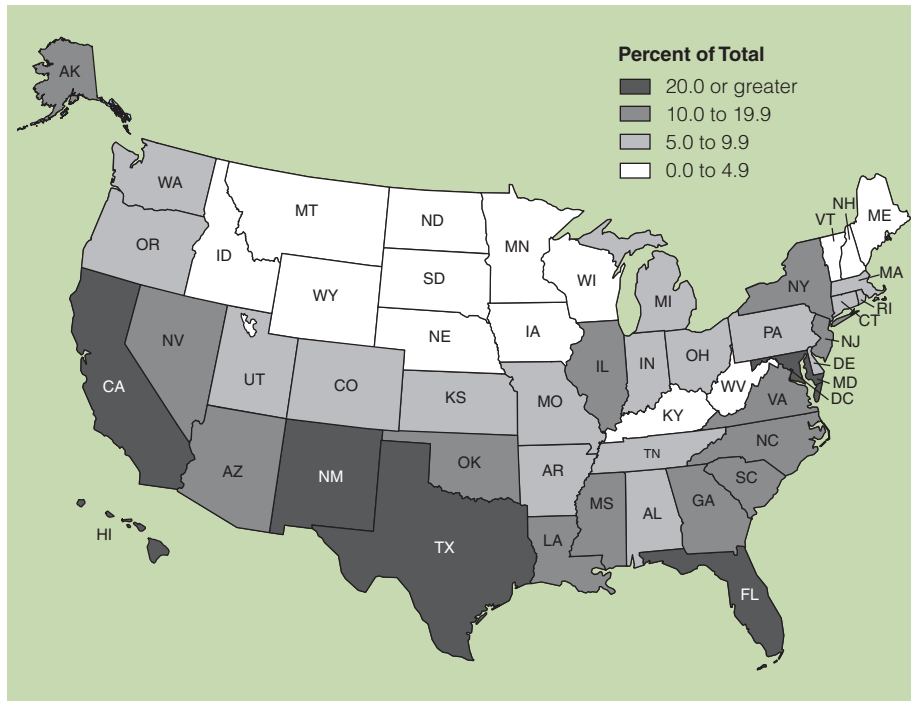 Percent of Total
20.0 or greater
10.0 to 19.9
5.0 to 9.9
0.0 to 4.9
AK
WA
OR
ID
MT
ND
MN
WI
MI
VT
NH
ME
NY
MA
RI
CT
WY
SD
NE
IA
IL
IN
OH
PA
NJ
DE
MD
DC
CA
NV
UT
CO
KS
MO
KY
WV
VA
AZ
NM
OK
AR
TN
NC
SC
HI
TX
LA
MS
AL
GA
FL